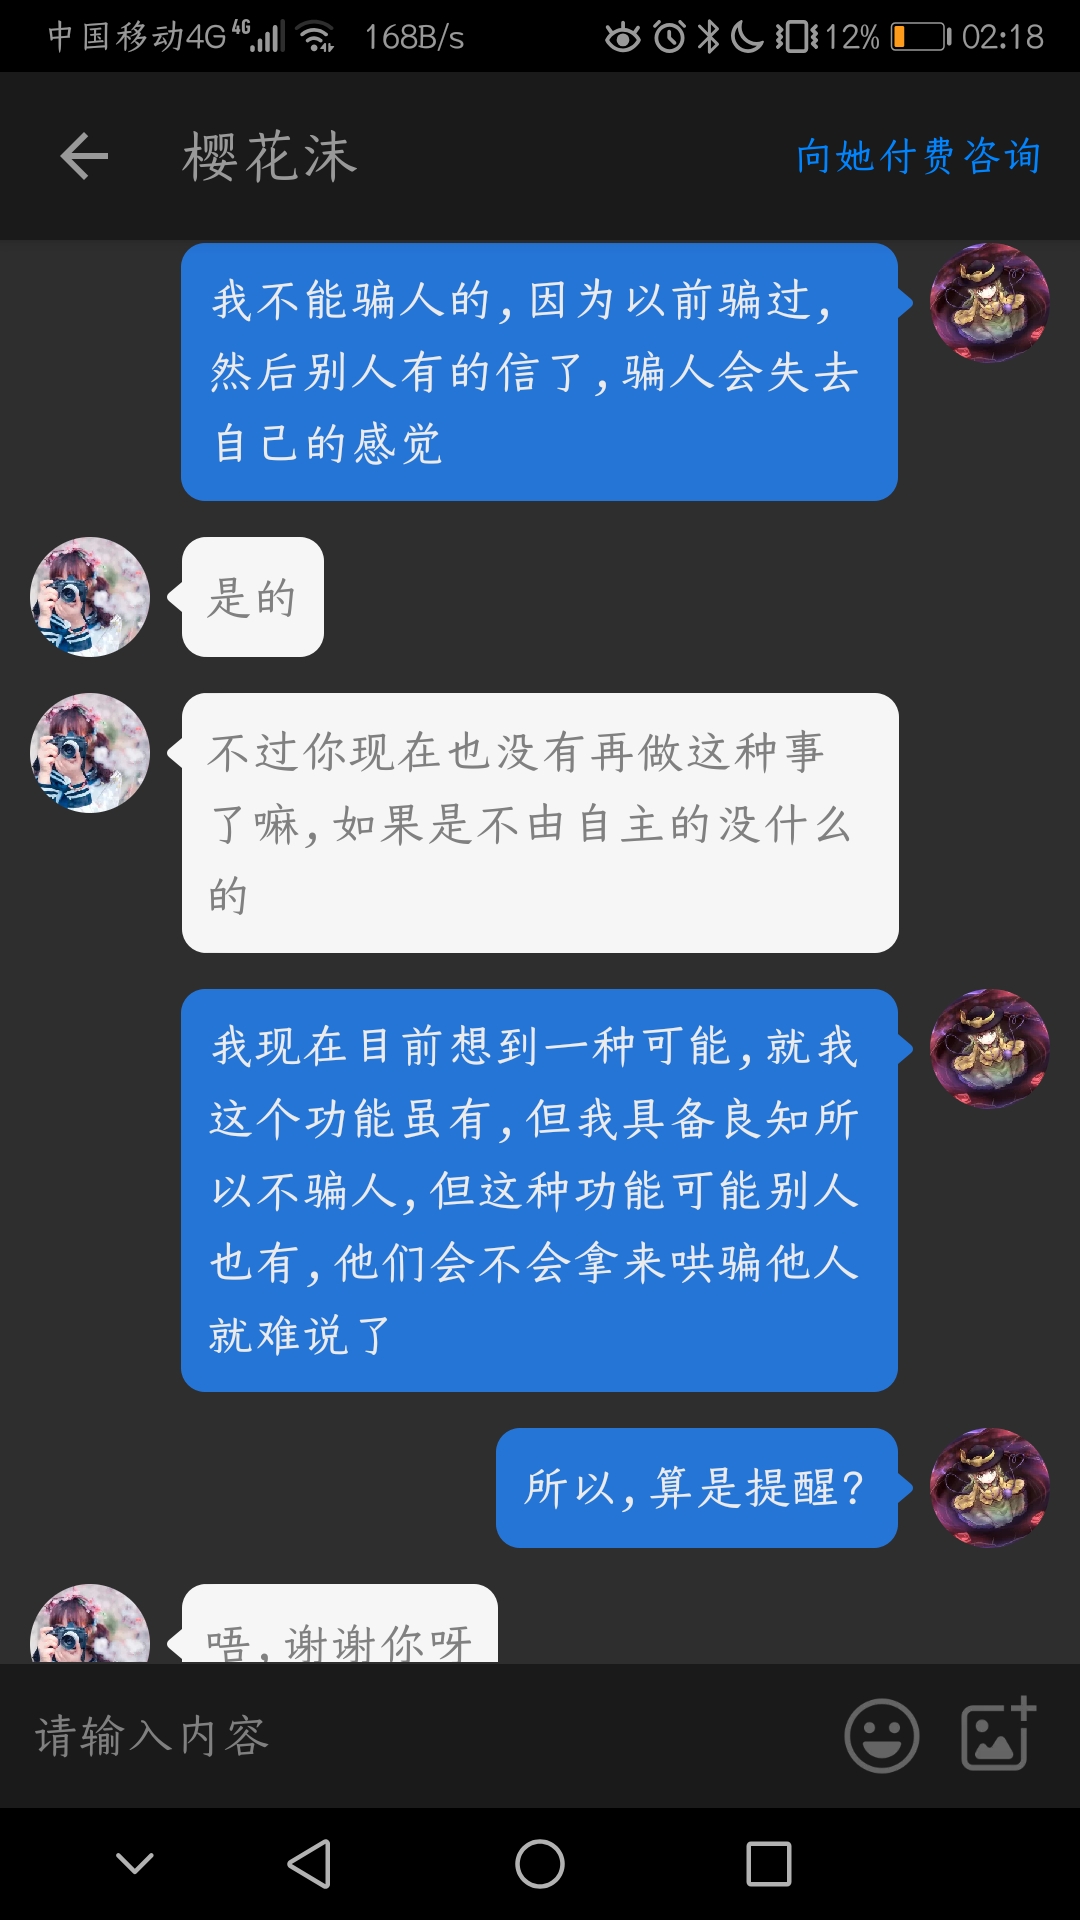 中国移动4G 4G 168B/s 12% 02:18
樱花沫 向她付费咨询
我不能骗人的,因为以前骗过,
然后别人有的信了,骗人会失去
自己的感觉
是的
不过你现在也没有再做这种事
了嘛,如果是不由自主的没什么
的
我现在目前想到一种可能,就我
这个功能虽有,但我具备良知所
以不骗人,但这种功能可能别人
也有,他们会不会拿来哄骗他人
就难说了
所以,算是提醒?
唔,谢谢你呀
请输入内容